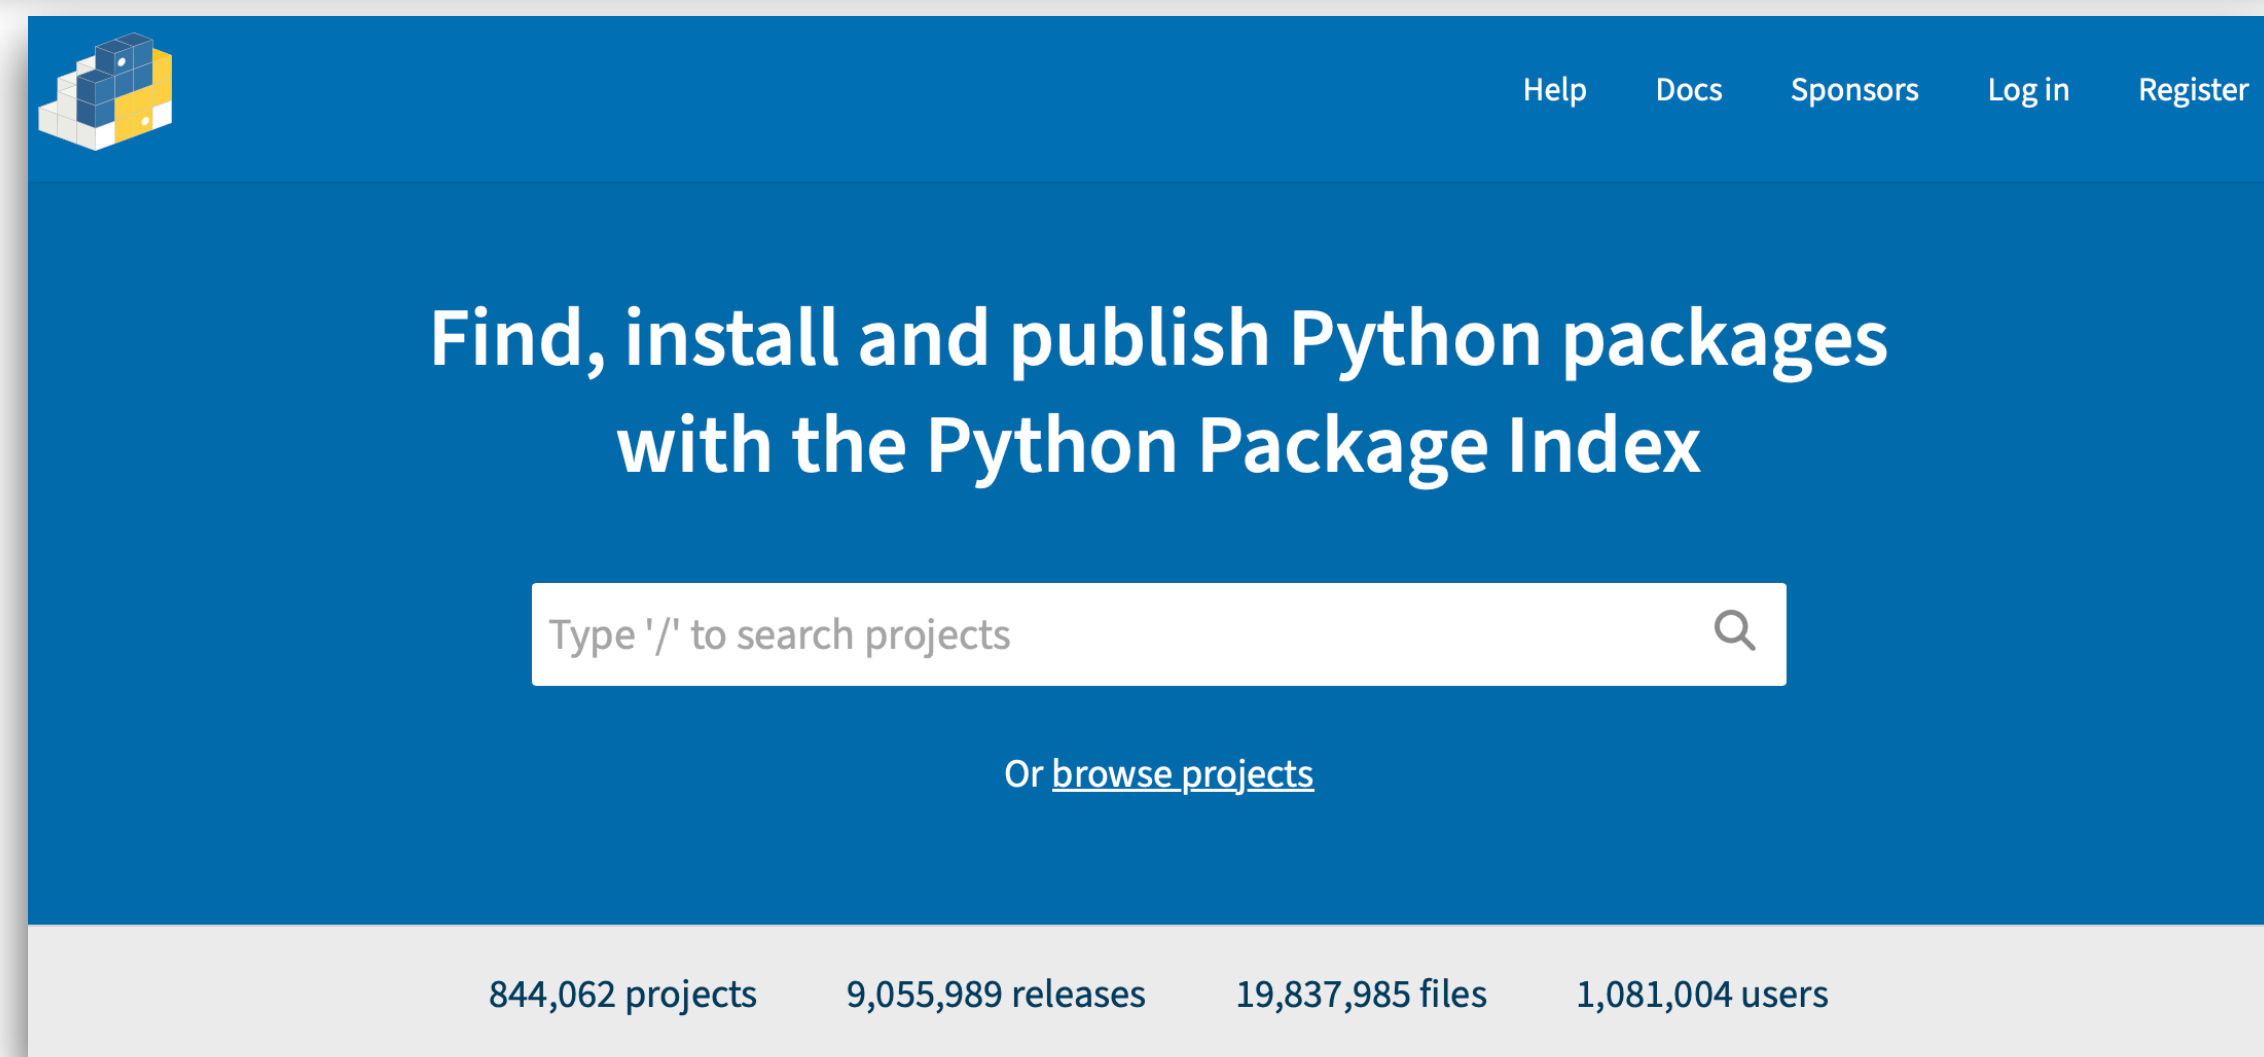 Help Docs Sponsors Log in Register
Find, install and publish Python packages
with the Python Package Index
Type '/' to search projects
Or browse projects
844,062 projects 9,055,989 releases 19,837,985 files 1,081,004 users